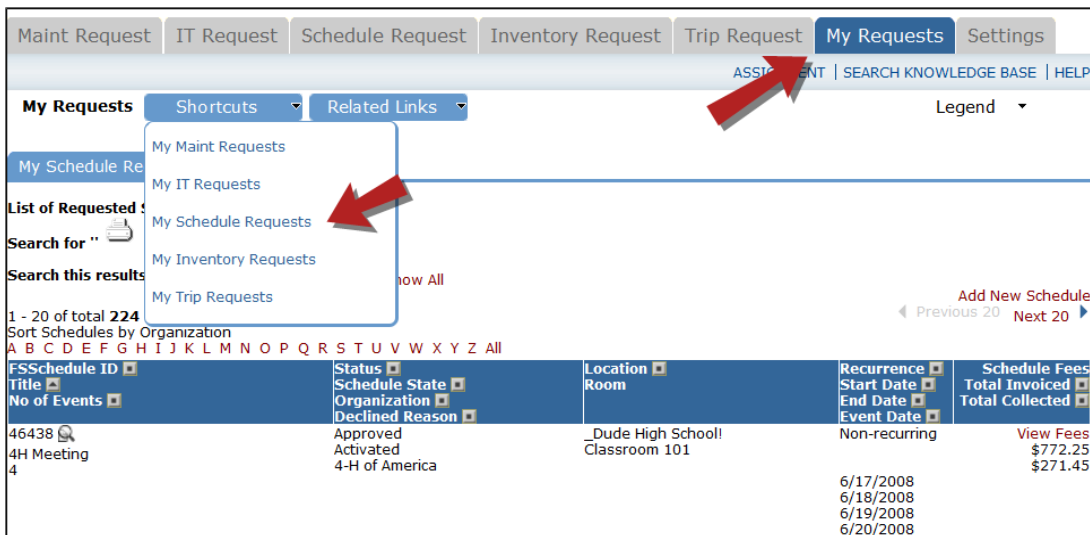 Maint Request IT Request Schedule Request Inventory Request Trip Request My Requests Settings
ASSIGNMENT | SEARCH KNOWLEDGE BASE | HELP
My Requests Shortcuts Related Links Legend
My Maint Requests
My Schedule Re
My IT Requests
List of Requested
My Schedule Requests
Search for "
My Inventory Requests
Search this results
how All
My Trip Requests
Add New Schedule
1 - 20 of total 224
Previous 20 Next 20
Sort Schedules by Organization
A B C D E F G H I J K L M N O P Q R S T U V W X Y Z All
FSSchedule ID Status Location Recurrence Schedule Fees
Title Schedule State Room Start Date Total Invoiced
No of Events Organization End Date Total Collected
Declined Reason Event Date
46438 Approved _Dude High School! Non-recurring View Fees
4H Meeting Activated Classroom 101 $772.25
4 4-H of America $271.45
6/17/2008
6/18/2008
6/19/2008
6/20/2008